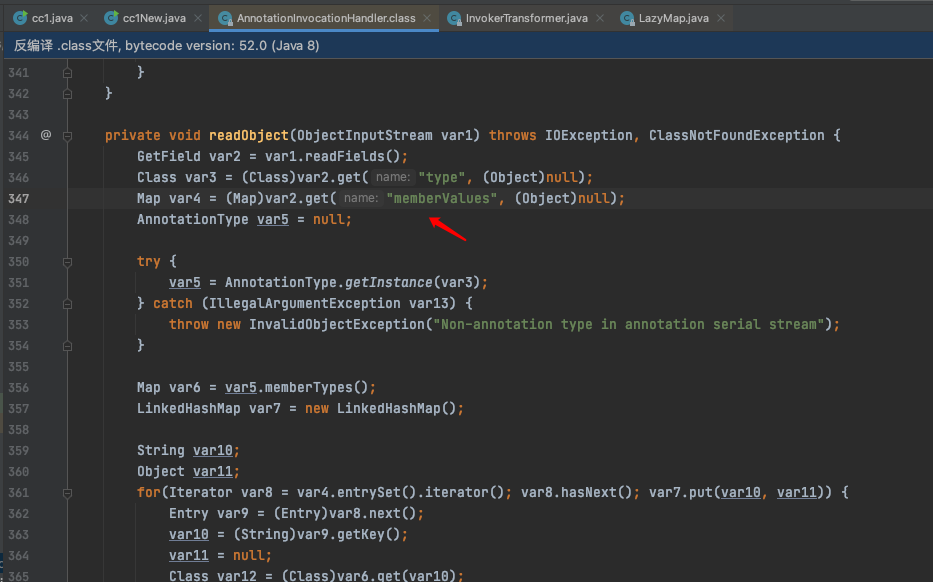 cc1.java cc1New.java AnnotationInvocationHandler.class InvokerTransformer.java LazyMap.java
反编译 .class文件, bytecode version: 52.0 (Java 8)
341 }
342 }
343
344 @ private void readObject(ObjectInputStream var1) throws IOException, ClassNotFoundException {
345 GetField var2 = var1.readFields();
346 Class var3 = (Class)var2.get( name: "type", (Object)null);
347 Map var4 = (Map)var2.get( name: "memberValues", (Object)null);
348 AnnotationType var5 = null;
349
350 try {
351 var5 = AnnotationType.getInstance(var3);
352 } catch (IllegalArgumentException var13) {
353 throw new InvalidObjectException("Non-annotation type in annotation serial stream");
354 }
355
356 Map var6 = var5.memberTypes();
357 LinkedHashMap var7 = new LinkedHashMap();
358
359 String var10;
360 Object var11;
361 for(Iterator var8 = var4.entrySet().iterator(); var8.hasNext(); var7.put(var10, var11)) {
362 Entry var9 = (Entry)var8.next();
363 var10 = (String)var9.getKey();
364 var11 = null;
365 Class var12 = (Class)var6.get(var10);